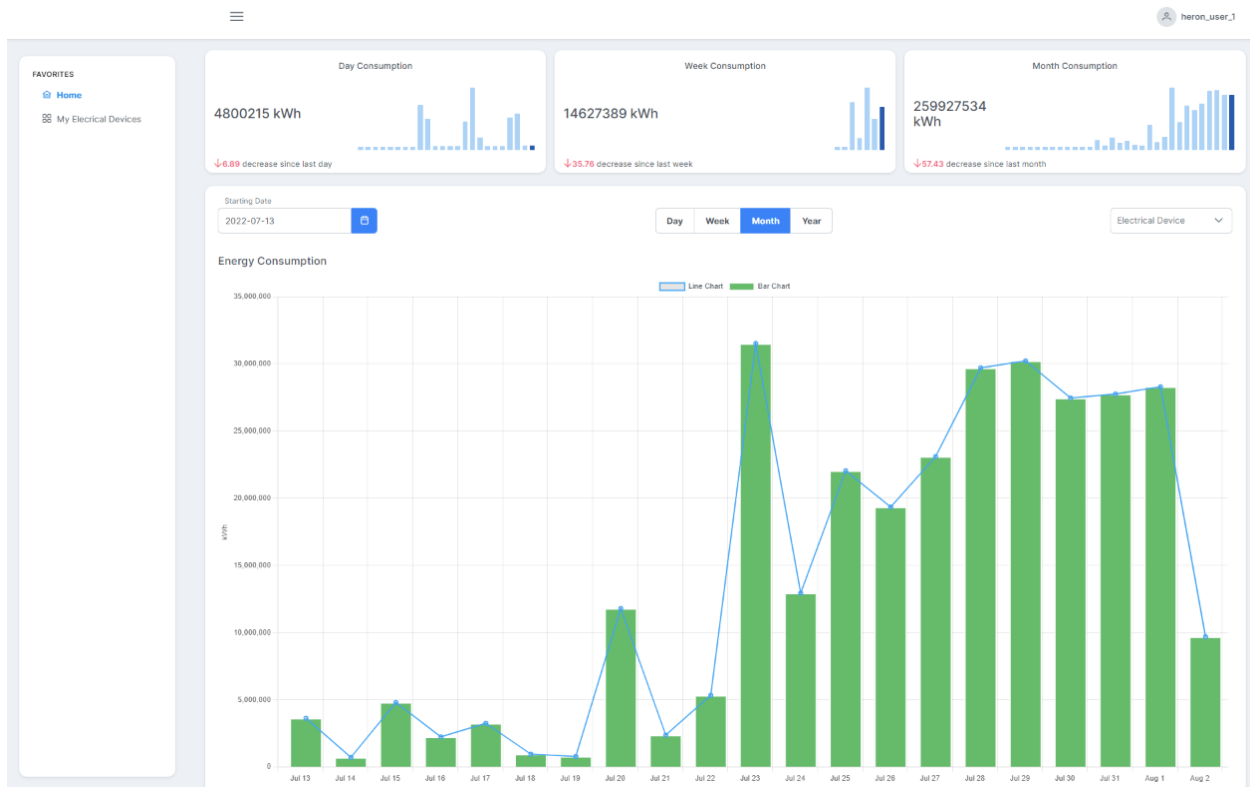 heron_user_1
FAVORITES
Home
My Elecrical Devices
Day Consumption
4800215 kWh
↓6.89 decrease since last day
Week Consumption
14627389 kWh
↓35.76 decrease since last week
Month Consumption
259927534
kWh
↓57.43 decrease since last month
Starting Date
2022-07-13
Day Week Month Year
Electrical Device
Energy Consumption
Line Chart Bar Chart
35,000,000
30,000,000
25,000,000
20,000,000
15,000,000
10,000,000
5,000,000
0
kWh
Jul 13 Jul 14 Jul 15 Jul 16 Jul 17 Jul 18 Jul 19 Jul 20 Jul 21 Jul 22 Jul 23 Jul 24 Jul 25 Jul 26 Jul 27 Jul 28 Jul 29 Jul 30 Jul 31 Aug 1 Aug 2